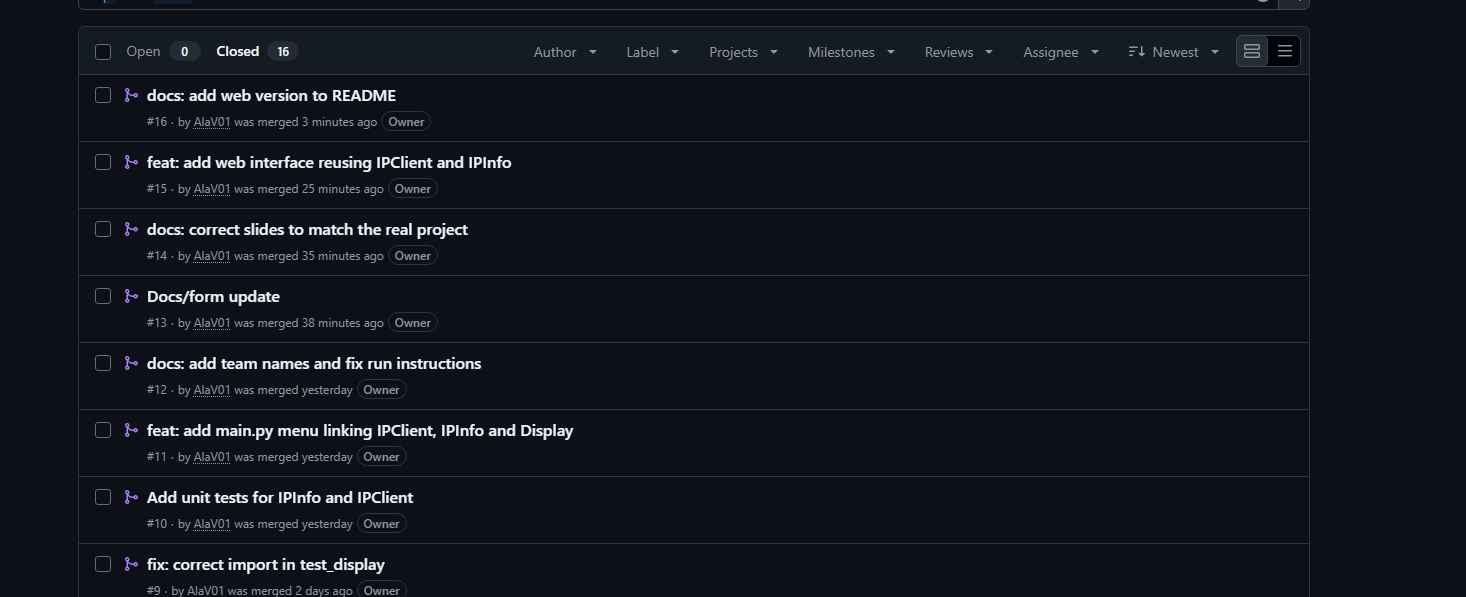 Open 0 Closed 16 Author Label Projects Milestones Reviews Assignee Newest
docs: add web version to README
#16 · by AlaV01 was merged 3 minutes ago Owner
feat: add web interface reusing IPClient and IPInfo
#15 · by AlaV01 was merged 25 minutes ago Owner
docs: correct slides to match the real project
#14 · by AlaV01 was merged 35 minutes ago Owner
Docs/form update
#13 · by AlaV01 was merged 38 minutes ago Owner
docs: add team names and fix run instructions
#12 · by AlaV01 was merged yesterday Owner
feat: add main.py menu linking IPClient, IPInfo and Display
#11 · by AlaV01 was merged yesterday Owner
Add unit tests for IPInfo and IPClient
#10 · by AlaV01 was merged yesterday Owner
fix: correct import in test_display
#9 · by AlaV01 was merged 2 days ago Owner